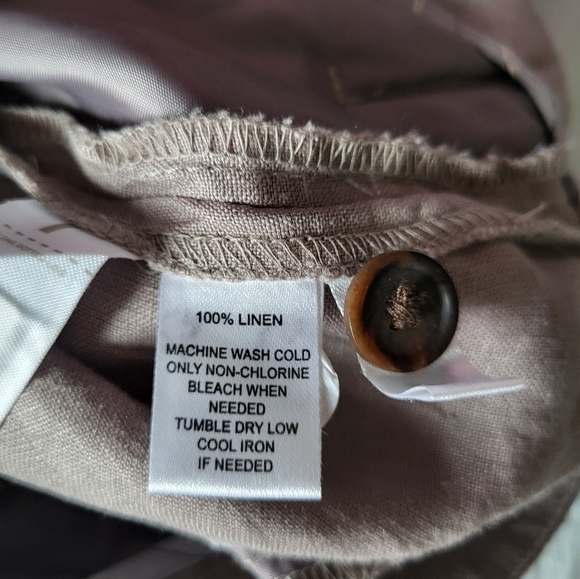 100% LINEN
MACHINE WASH COLD
ONLY NON-CHLORINE
BLEACH WHEN
NEEDED
TUMBLE DRY LOW
COOL IRON
IF NEEDED